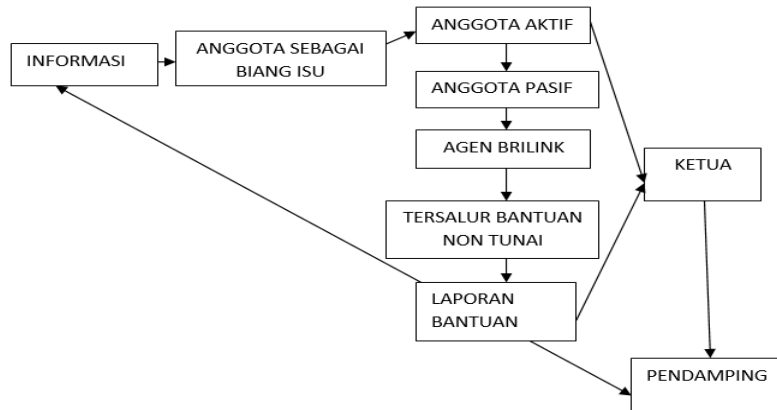 INFORMASI
ANGGOTA SEBAGAI
BIANG ISU
ANGGOTA AKTIF
ANGGOTA PASIF
AGEN BRILINK
TERSALUR BANTUAN
NON TUNAI
LAPORAN
BANTUAN
KETUA
PENDAMPING